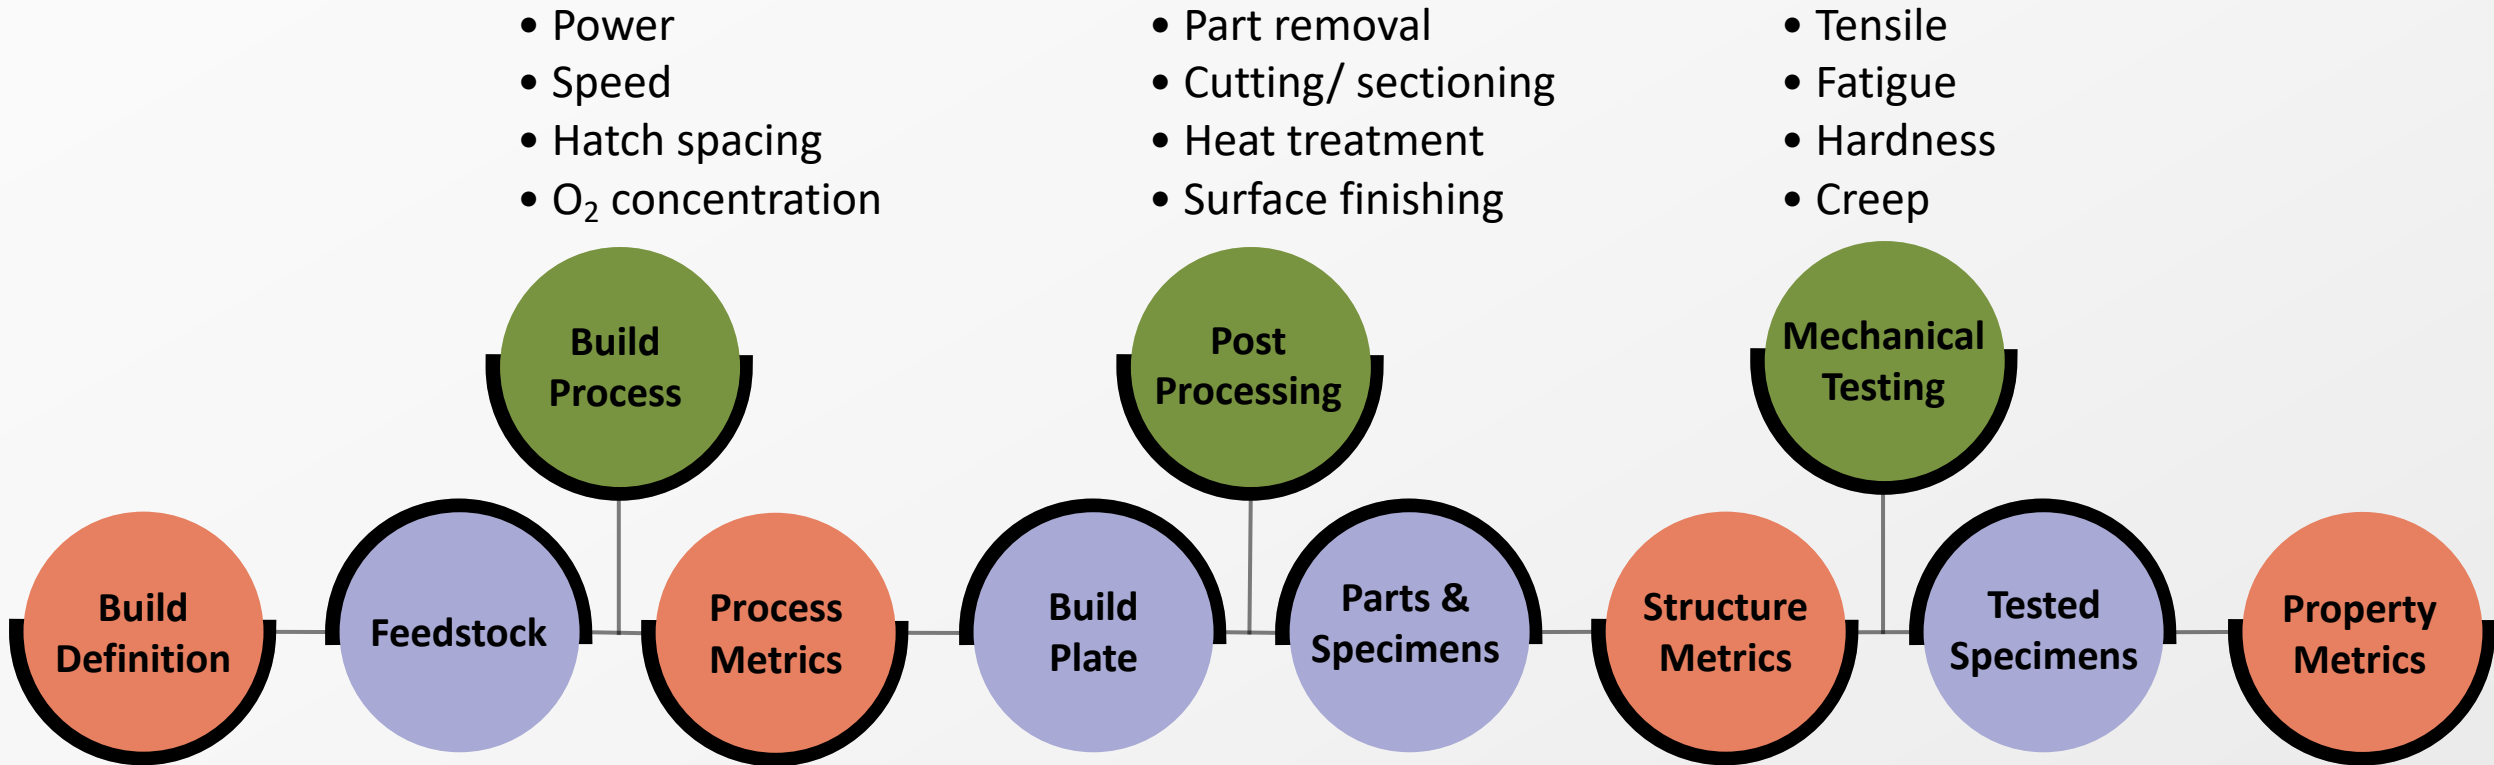 • Power
• Speed
• Hatch spacing
• O₂ concentration
• Part removal
• Cutting/ sectioning
• Heat treatment
• Surface finishing
• Tensile
• Fatigue
• Hardness
• Creep
Build
Process
Post
Processing
Mechanical
Testing
Build
Definition
Feedstock
Process
Metrics
Build
Plate
Parts &
Specimens
Structure
Metrics
Tested
Specimens
Property
Metrics